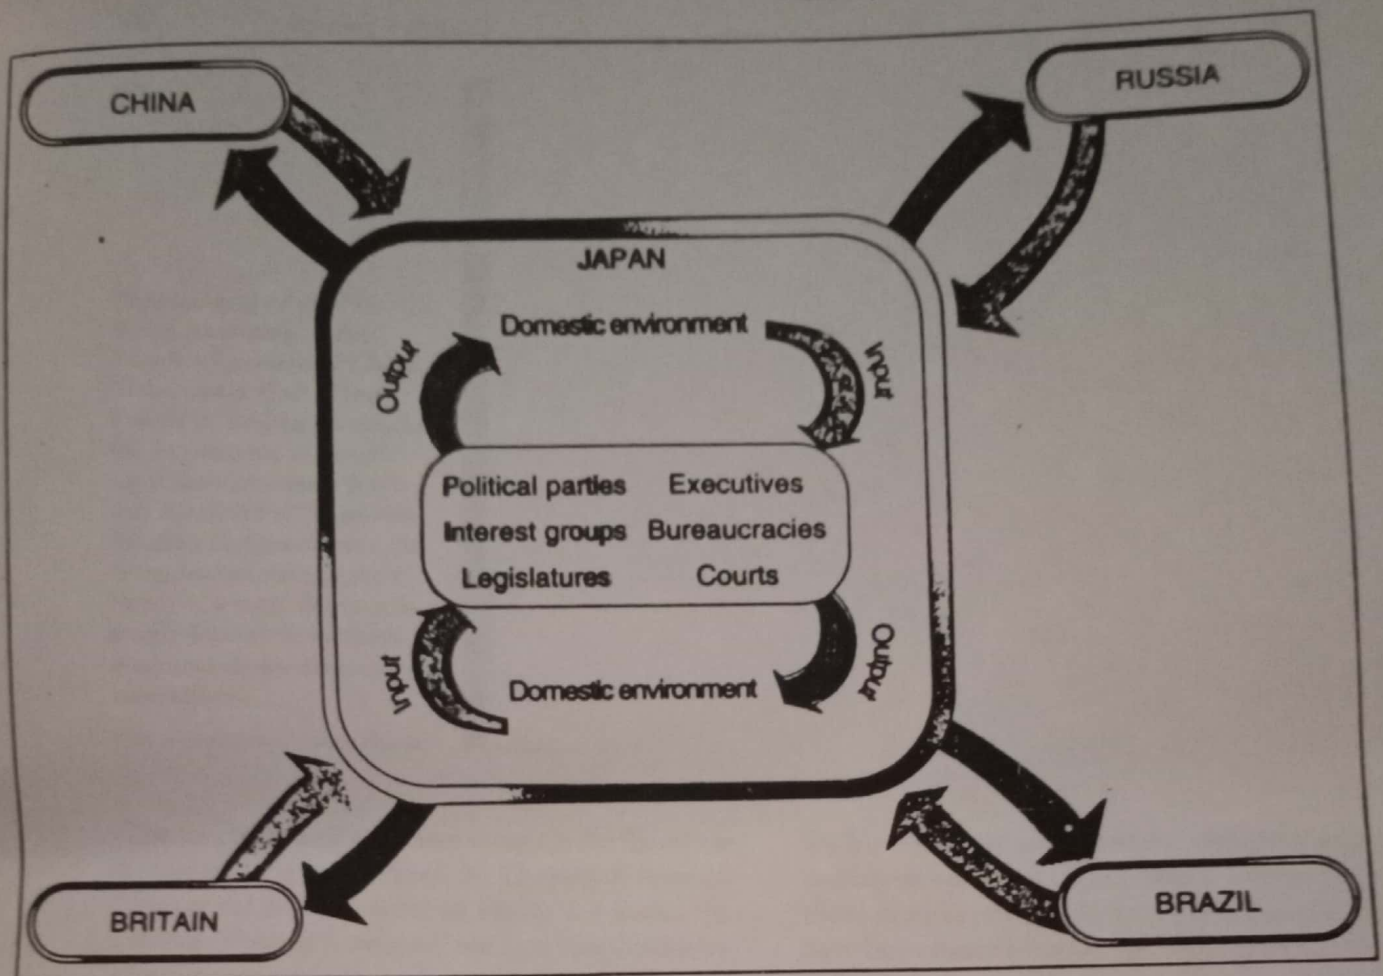 CHINA
RUSSIA
JAPAN
Domestic environment
Output
Input
Political parties Executives
Interest groups Bureaucracies
Legislatures Courts
Input
Output
Domestic environment
BRITAIN
BRAZIL